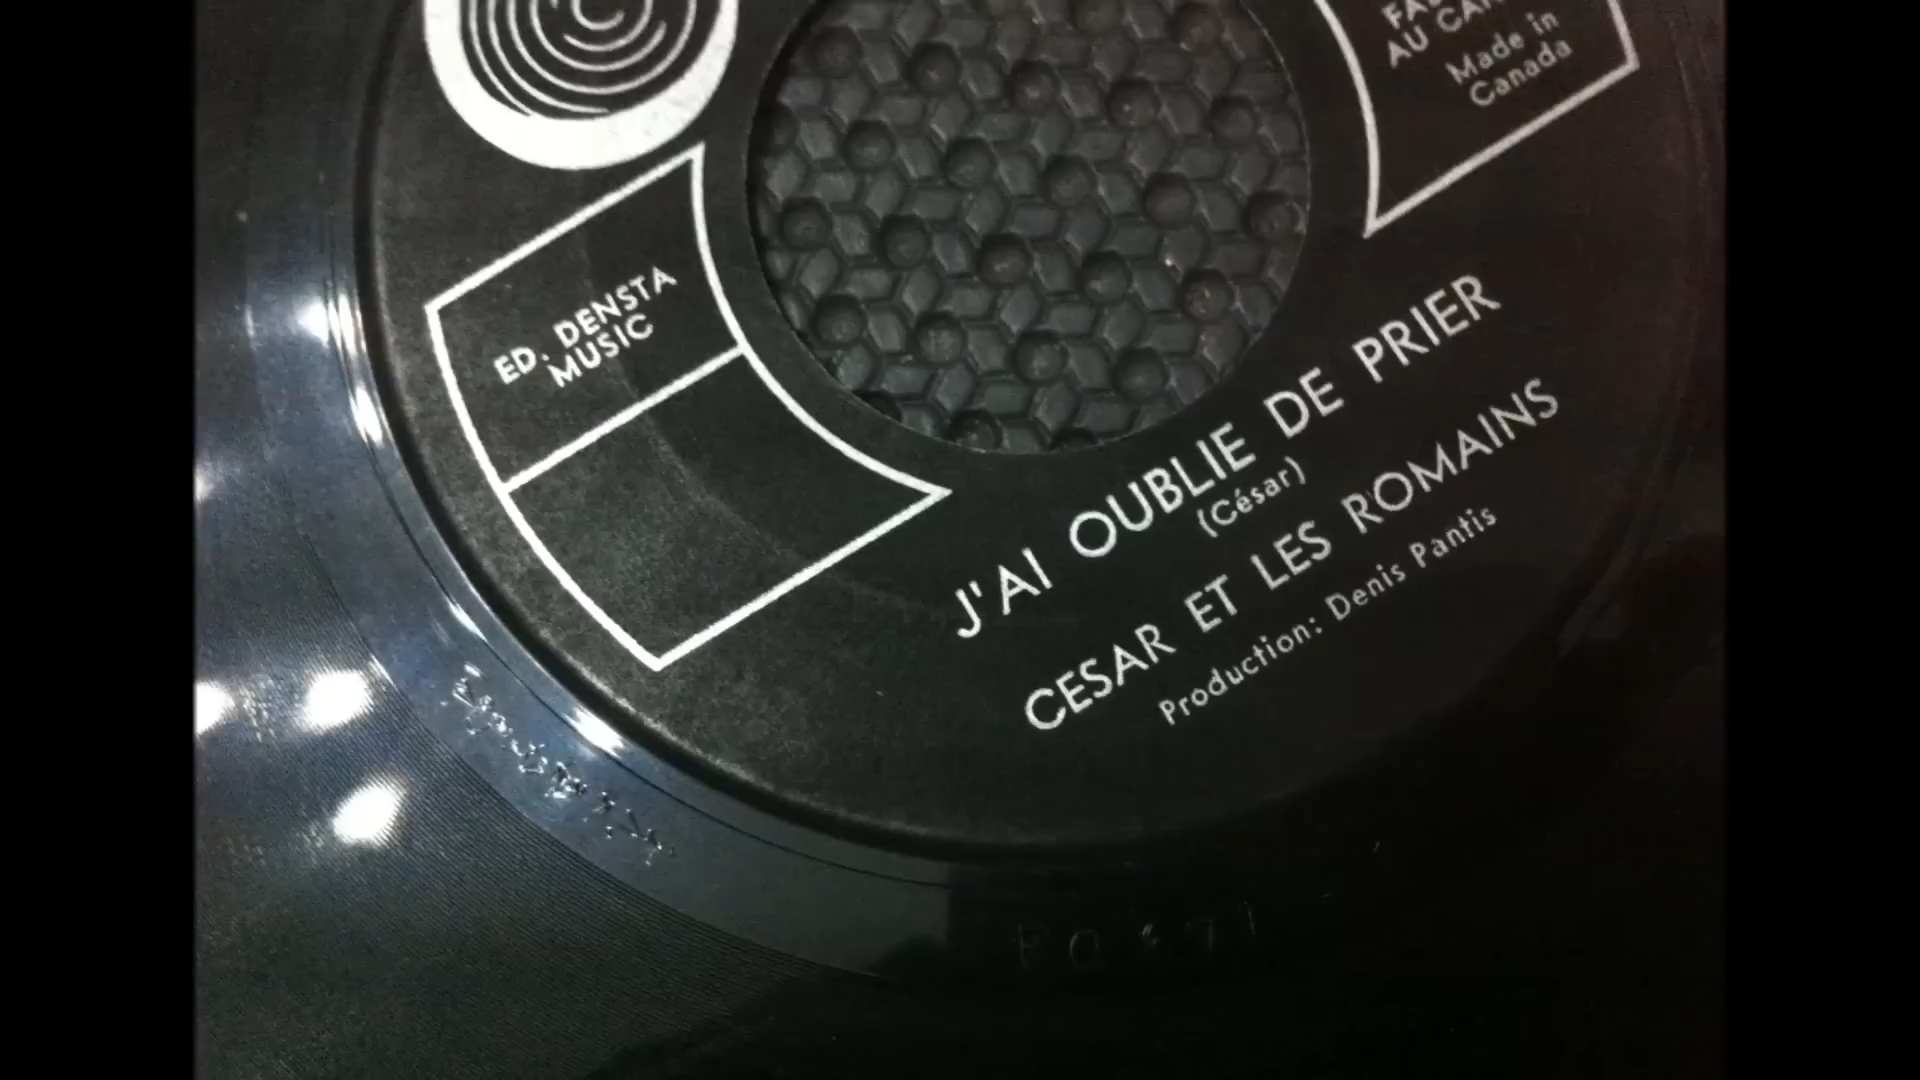 AU CAN
Made in
Canada
ED. DENSTA
MUSIC
J'AI OUBLIE DE PRIER
(César)
CESAR ET LES ROMAINS
Production: Denis Pantis